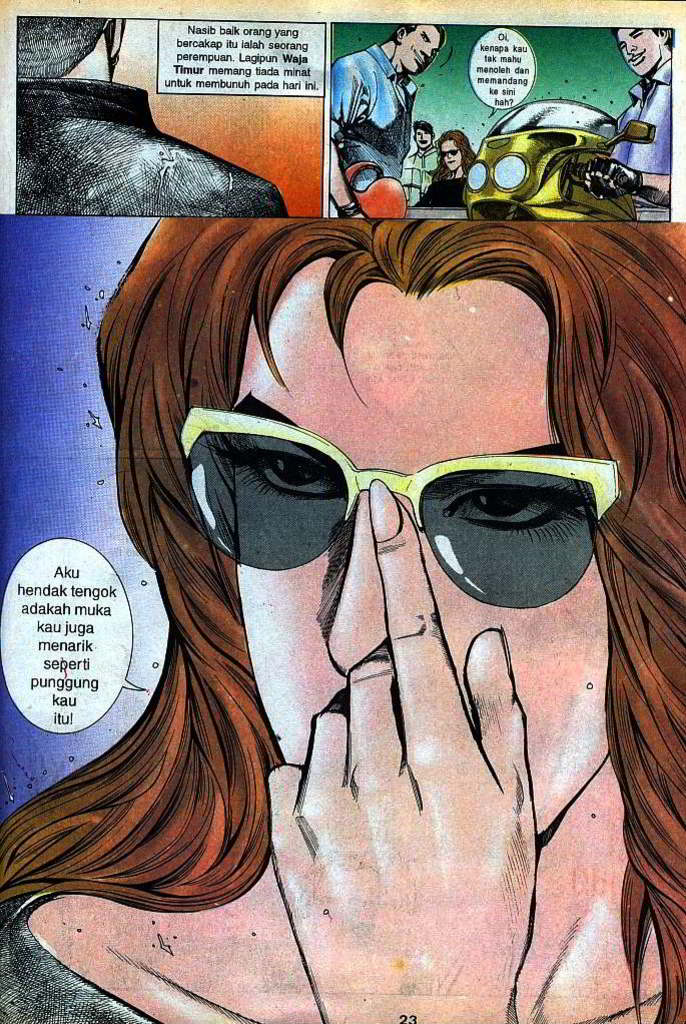 Nasib baik orang yang
bercakap itu ialah seorang
perempuan. Lagipun Waja
Timur memang tiada minat
untuk membunuh pada hari ini.
Oi,
kenapa kau
tak mahu
menoleh dan
memandang
ke sini
hah?
Aku
hendak tengok
adakah muka
kau juga
menarik
seperti
punggung
kau
itu!
23